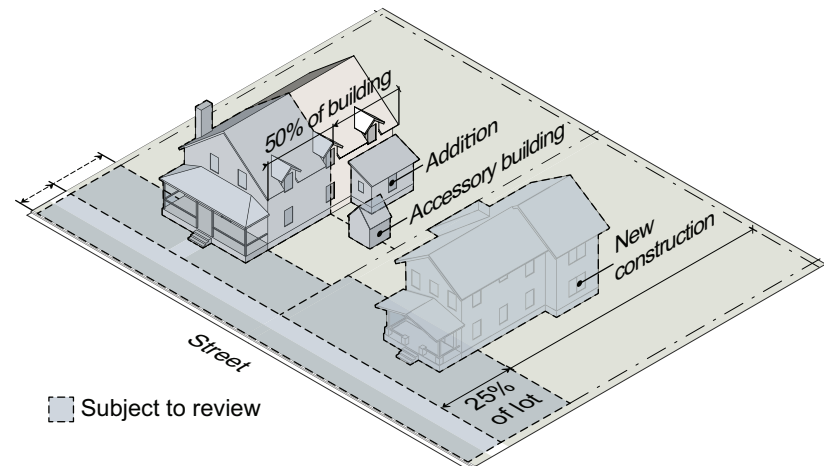 50% of building
Addition
Accessory building
New
construction
Street
25%
of lot
Subject to review